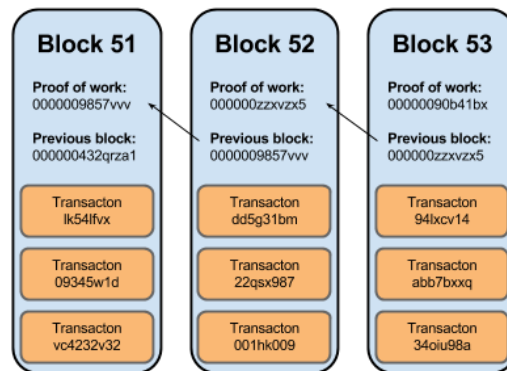 Block 51
Proof of work:
0000009857vvv
Previous block:
000000432qrza1
Transacton
lk54lfvx
Transacton
09345w1d
Transacton
vc4232v32
Block 52
Proof of work:
000000zzxvzx5
Previous block:
0000009857vvv
Transacton
dd5g31bm
Transacton
22qsx987
Transacton
001hk009
Block 53
Proof of work:
00000090b41bx
Previous block:
000000zzxvzx5
Transacton
94lxcv14
Transacton
abb7bxxq
Transacton
34oiu98a